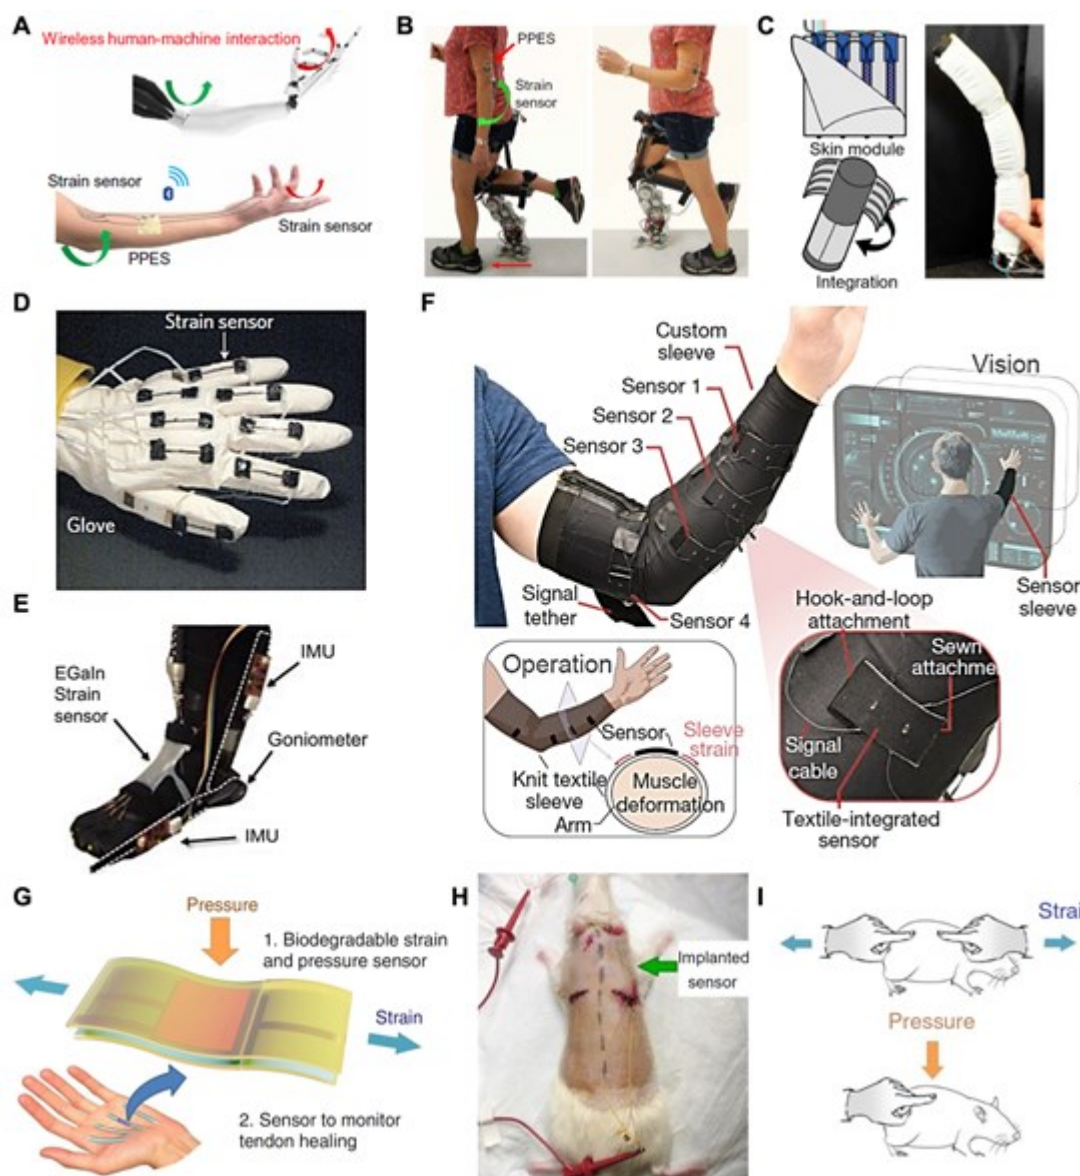 A
Wireless human-machine interaction
Strain sensor
Strain sensor
PPES
B
PPES
Strain
sensor
C
Skin module
Integration
D
Strain sensor
Glove
E
IMU
EGaIn
Strain
sensor
Goniometer
IMU
F
Custom
sleeve
Sensor 1
Sensor 2
Sensor 3
Signal
tether
Sensor 4
Vision
Sensor
sleeve
Operation
Sensor
Sleeve
strain
Knit textile
sleeve
Muscle
deformation
Arm
Hook-and-loop
attachment
Sewn
attachme
Signal
cable
Textile-integrated
sensor
G
Pressure
1. Biodegradable strain
and pressure sensor
Strain
2. Sensor to monitor
tendon healing
H
Implanted
sensor
I
Strai
Pressure